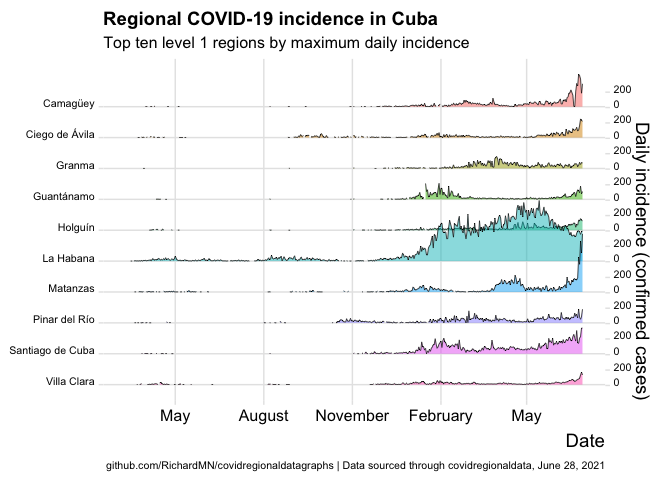 Regional COVID-19 incidence in Cuba
Top ten level 1 regions by maximum daily incidence
Camagüey
200
0
Ciego de Ávila
200
0
Granma
200
0
Guantánamo
200
0
Holguín
200
0
La Habana
200
0
Matanzas
200
0
Pinar del Río
200
0
Santiago de Cuba
200
0
Villa Clara
200
0
Daily incidence (confirmed cases)
May August November February May
Date
github.com/RichardMN/covidregionaldatagraphs | Data sourced through covidregionaldata, June 28, 2021